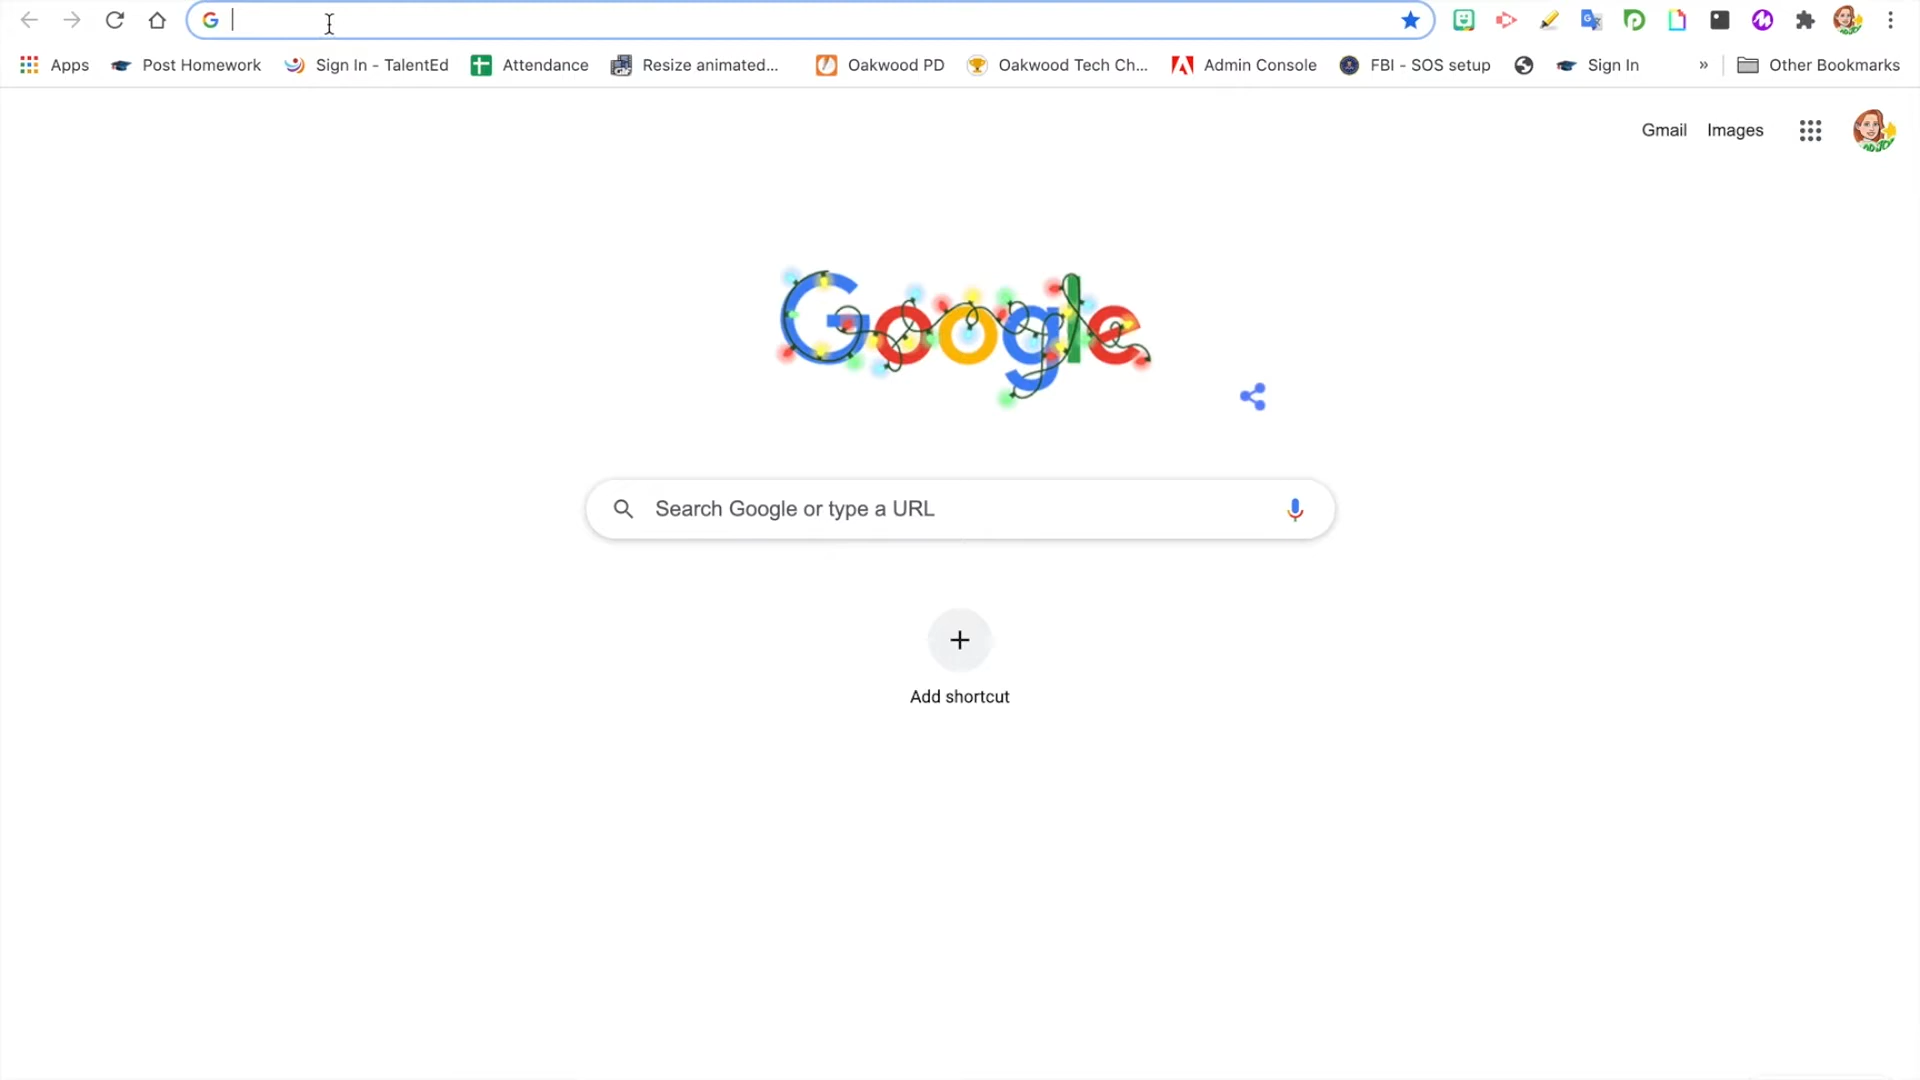 Apps Post Homework Sign In - TalentEd Attendance Resize animated... Oakwood PD Oakwood Tech Ch... Admin Console FBI - SOS setup Sign In » Other Bookmarks
Gmail Images
Google
Search Google or type a URL
Add shortcut